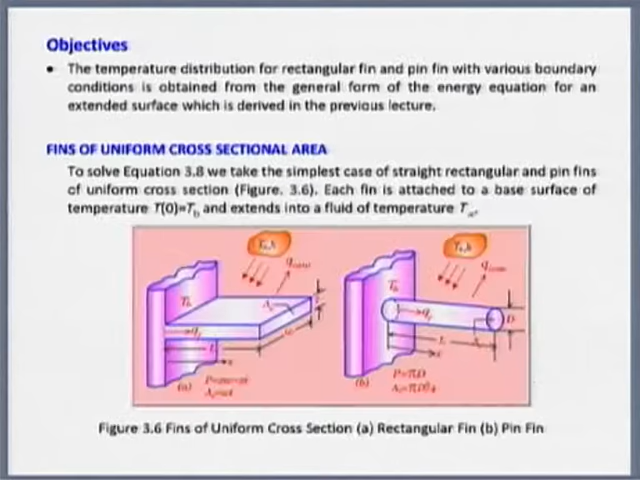 Objectives
• The temperature distribution for rectangular fin and pin fin with various boundary
conditions is obtained from the general form of the energy equation for an
extended surface which is derived in the previous lecture.
FINS OF UNIFORM CROSS SECTIONAL AREA
To solve Equation 3.8 we take the simplest case of straight rectangular and pin fins
of uniform cross section (Figure. 3.6). Each fin is attached to a base surface of
temperature T(0)=Tb and extends into a fluid of temperature T∞.
Tb
L
x
(a)
Tb
L
x
D
(b)
P=πD
Figure 3.6 Fins of Uniform Cross Section (a) Rectangular Fin (b) Pin Fin